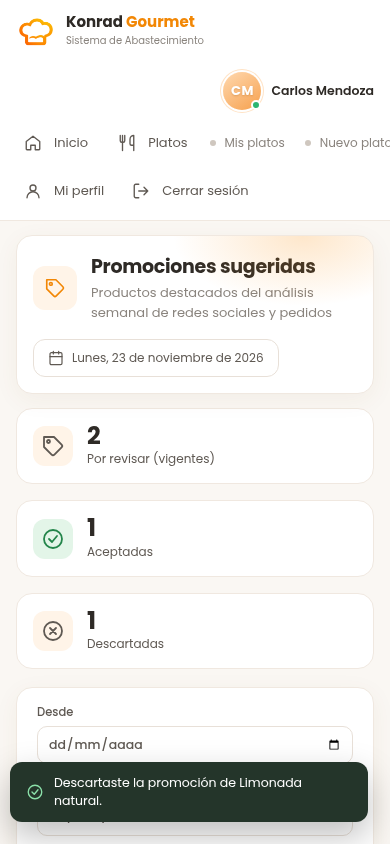 Konrad Gourmet
Sistema de Abastecimiento
CM
Carlos Mendoza
Inicio
Platos
Mis platos
Nuevo plato
Mi perfil
Cerrar sesión
Promociones sugeridas
Productos destacados del análisis
semanal de redes sociales y pedidos
Lunes, 23 de noviembre de 2026
2
Por revisar (vigentes)
1
Aceptadas
1
Descartadas
Desde
dd/mm/aaaa
Descartaste la promoción de Limonada
natural.